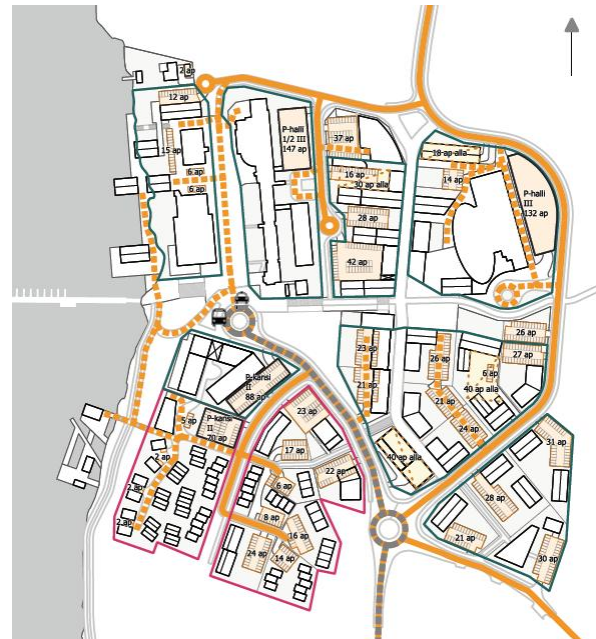 2 ap
12 ap
15 ap
6 ap
6 ap
P-halli
1/2 III
147 ap
37 ap
16 ap
30 ap alla
28 ap
42 ap
18 ap alla
14 ap
P-halli
III
132 ap
23 ap
21 ap
26 ap
6 ap
40 ap alla
21 ap
24 ap
26 ap
27 ap
40 ap alla
P-kansi
II
88 ap
5 ap
P-kansi
II
70 ap
2 ap
2 ap
2 ap
23 ap
17 ap
22 ap
6 ap
8 ap
16 ap
24 ap
14 ap
31 ap
28 ap
21 ap
30 ap